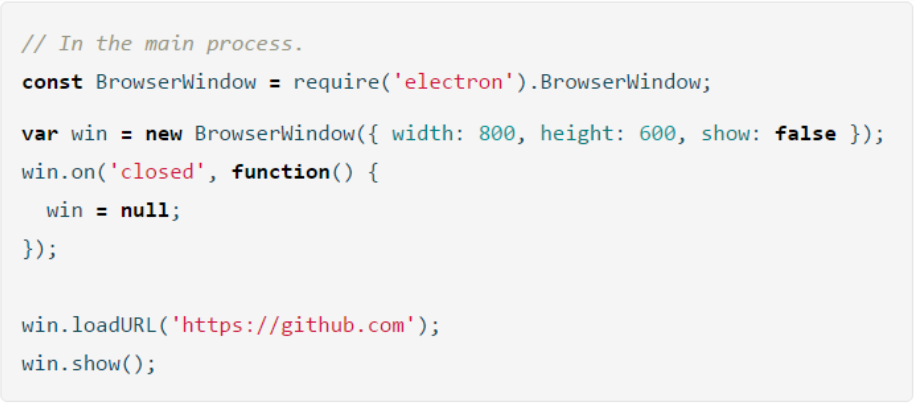 // In the main process.
const BrowserWindow = require('electron').BrowserWindow;
var win = new BrowserWindow({ width: 800, height: 600, show: false });
win.on('closed', function() {
  win = null;
});
win.loadURL('https://github.com');
win.show();